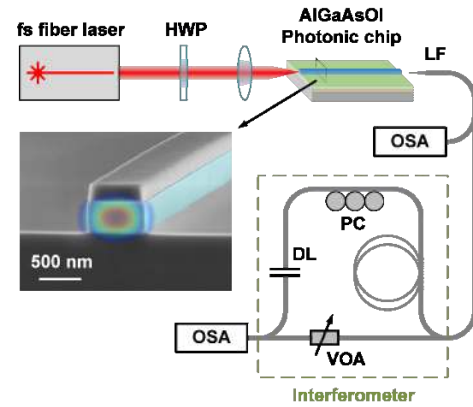 fs fiber laser
HWP
AlGaAsOI
Photonic chip
LF
OSA
500 nm
PC
DL
OSA
VOA
Interferometer